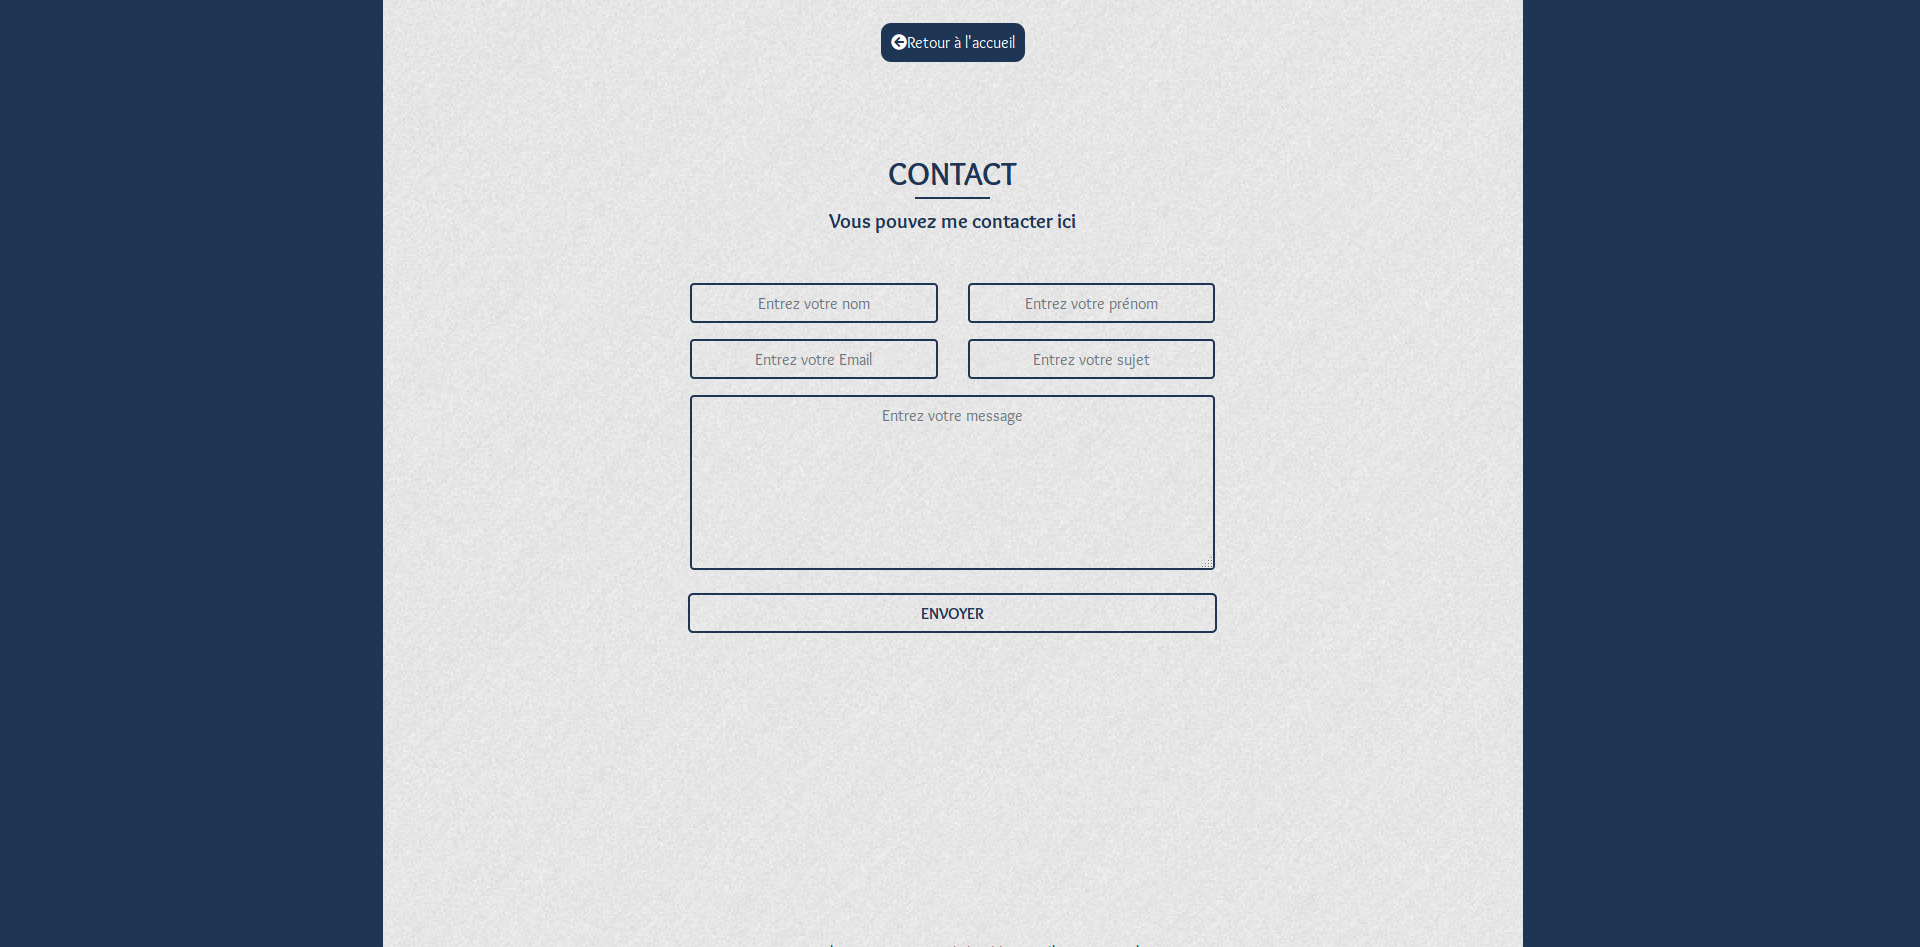 Retour à l'accueil
CONTACT
Vous pouvez me contacter ici
Entrez votre nom
Entrez votre prénom
Entrez votre Email
Entrez votre sujet
Entrez votre message
ENVOYER